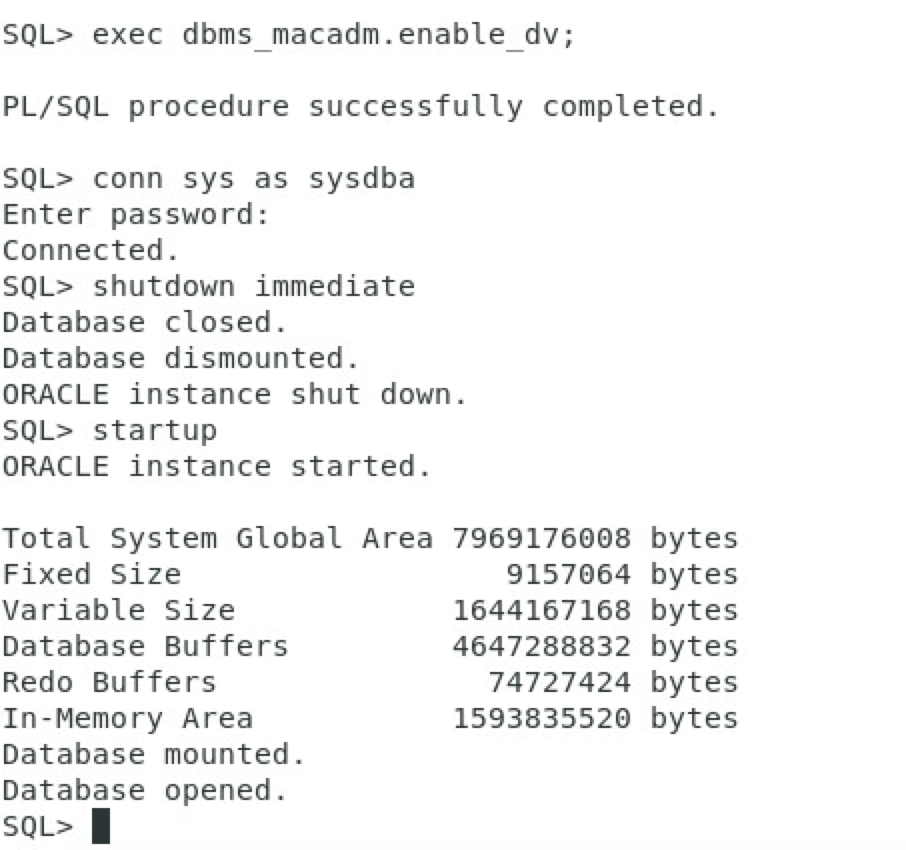 SQL> exec dbms_macadm.enable_dv;
PL/SQL procedure successfully completed.
SQL> conn sys as sysdba
Enter password:
Connected.
SQL> shutdown immediate
Database closed.
Database dismounted.
ORACLE instance shut down.
SQL> startup
ORACLE instance started.
Total System Global Area 7969176008 bytes
Fixed Size                  9157064 bytes
Variable Size            1644167168 bytes
Database Buffers         4647288832 bytes
Redo Buffers               74727424 bytes
In-Memory Area           1593835520 bytes
Database mounted.
Database opened.
SQL>